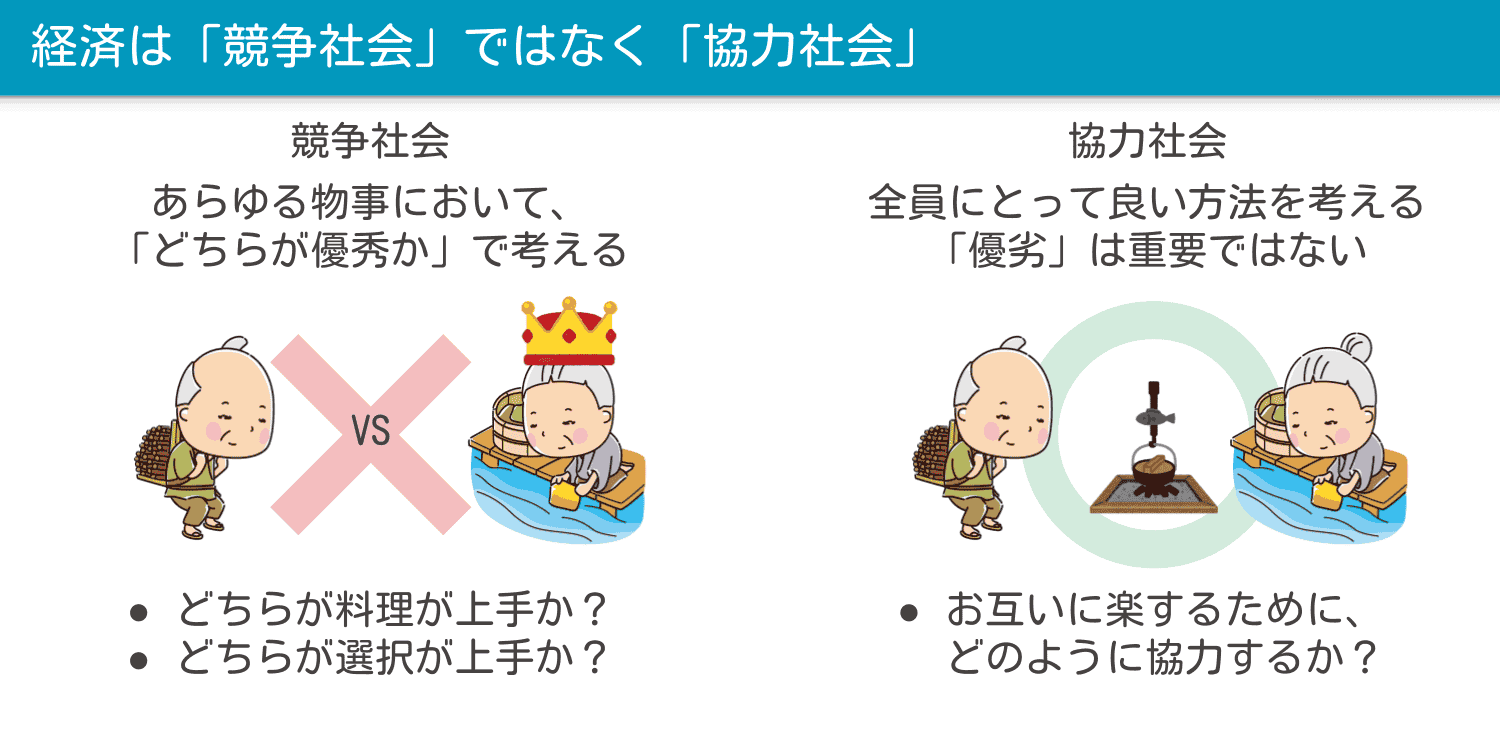 経済は「競争社会」ではなく「協力社会」
競争社会
あらゆる物事において、
「どちらが優秀か」で考える
VS
● どちらが料理が上手か？
● どちらが選択が上手か？
協力社会
全員にとって良い方法を考える
「優劣」は重要ではない
● お互いに楽するために、
どのように協力するか？